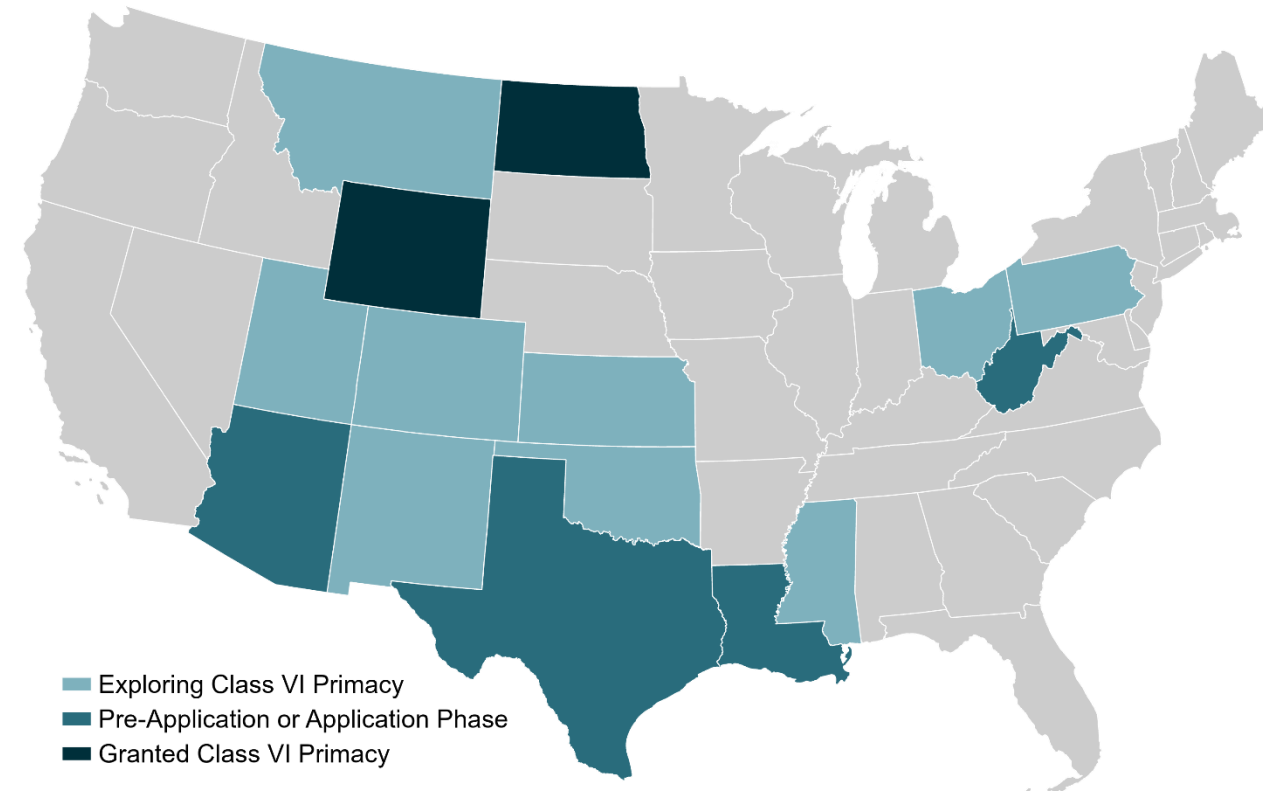 Exploring Class VI Primacy
Pre-Application or Application Phase
Granted Class VI Primacy